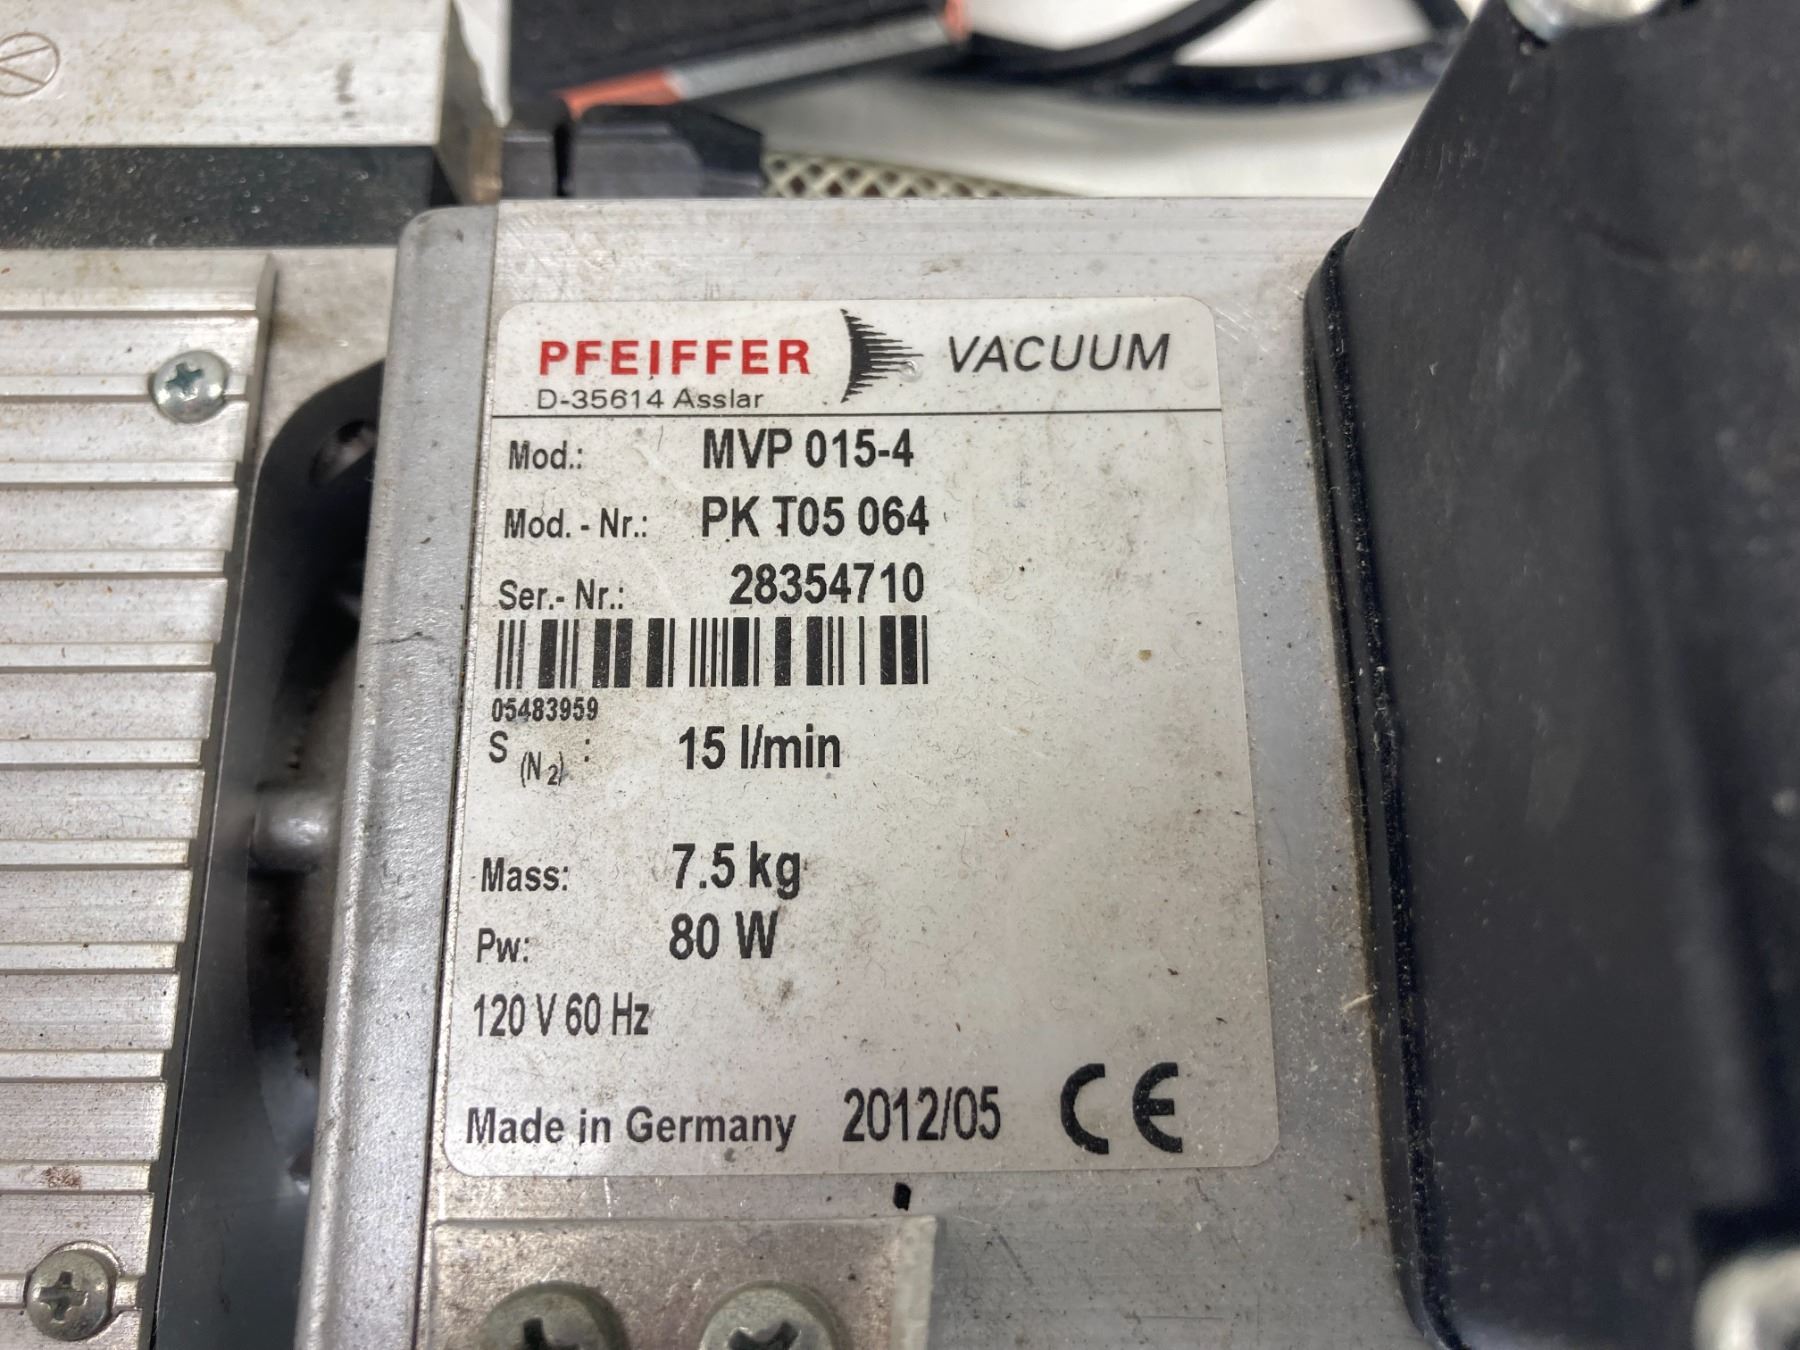 PFEIFFER VACUUM
D-35614 Asslar
Mod.: MVP 015-4
Mod. - Nr.: PK T05 064
Ser.- Nr.: 28354710
05483959
S (N2) : 15 l/min
Mass: 7.5 kg
Pw: 80 W
120 V 60 Hz
Made in Germany 2012/05 CE